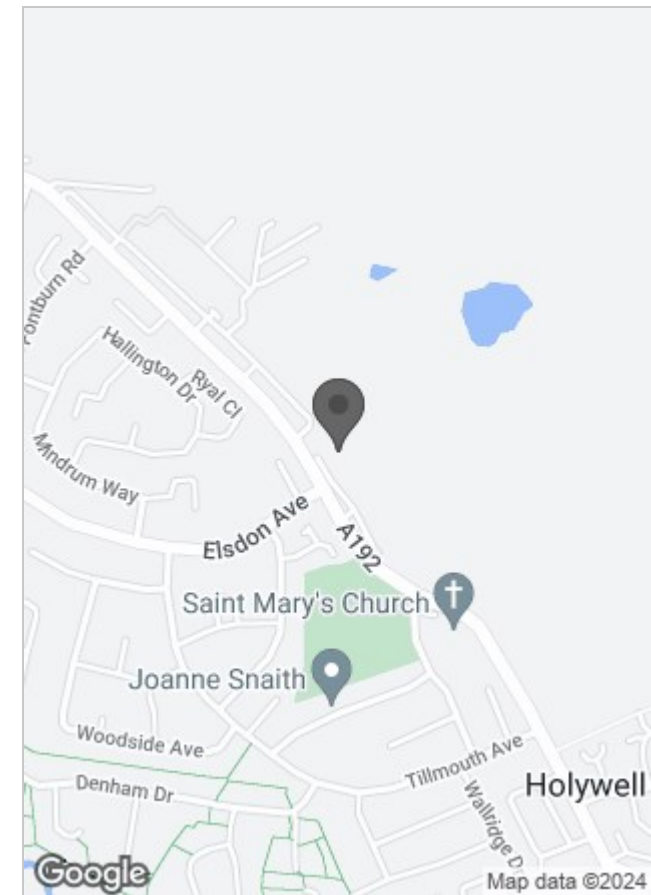 Fontburn Rd
Hallington Dr
Ryal Cl
Mindrum Way
Elsdon Ave
A192
Saint Mary's Church
Joanne Snaith
Woodside Ave
Tillmouth Ave
Denham Dr
Holywell
Wallridge D
Google
Map data ©2024